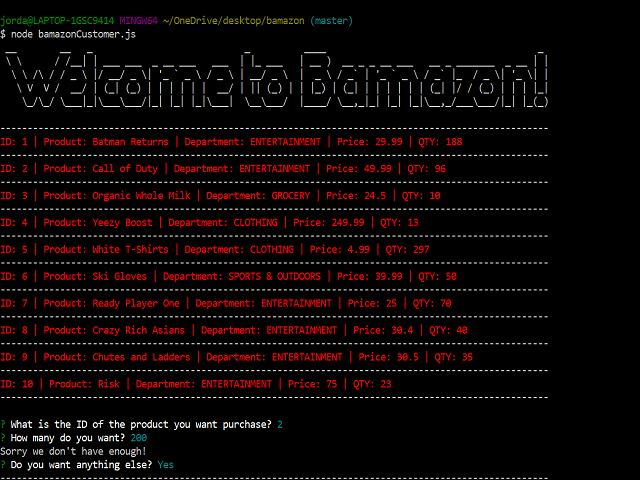 jorda@LAPTOP-1GSC9414 MINGW64 ~/OneDrive/desktop/bamazon (master)
$ node bamazonCustomer.js
Welcome to Bamazon!
ID: 1 | Product: Batman Returns | Department: ENTERTAINMENT | Price: 29.99 | QTY: 188
ID: 2 | Product: Call of Duty | Department: ENTERTAINMENT | Price: 49.99 | QTY: 96
ID: 3 | Product: Organic Whole Milk | Department: GROCERY | Price: 24.5 | QTY: 10
ID: 4 | Product: Yeezy Boost | Department: CLOTHING | Price: 249.99 | QTY: 13
ID: 5 | Product: White T-Shirts | Department: CLOTHING | Price: 4.99 | QTY: 297
ID: 6 | Product: Ski Gloves | Department: SPORTS & OUTDOORS | Price: 39.99 | QTY: 50
ID: 7 | Product: Ready Player One | Department: ENTERTAINMENT | Price: 25 | QTY: 70
ID: 8 | Product: Crazy Rich Asians | Department: ENTERTAINMENT | Price: 30.4 | QTY: 40
ID: 9 | Product: Chutes and Ladders | Department: ENTERTAINMENT | Price: 30.5 | QTY: 35
ID: 10 | Product: Risk | Department: ENTERTAINMENT | Price: 75 | QTY: 23
? What is the ID of the product you want purchase? 2
? How many do you want? 200
Sorry we don't have enough!
? Do you want anything else? Yes